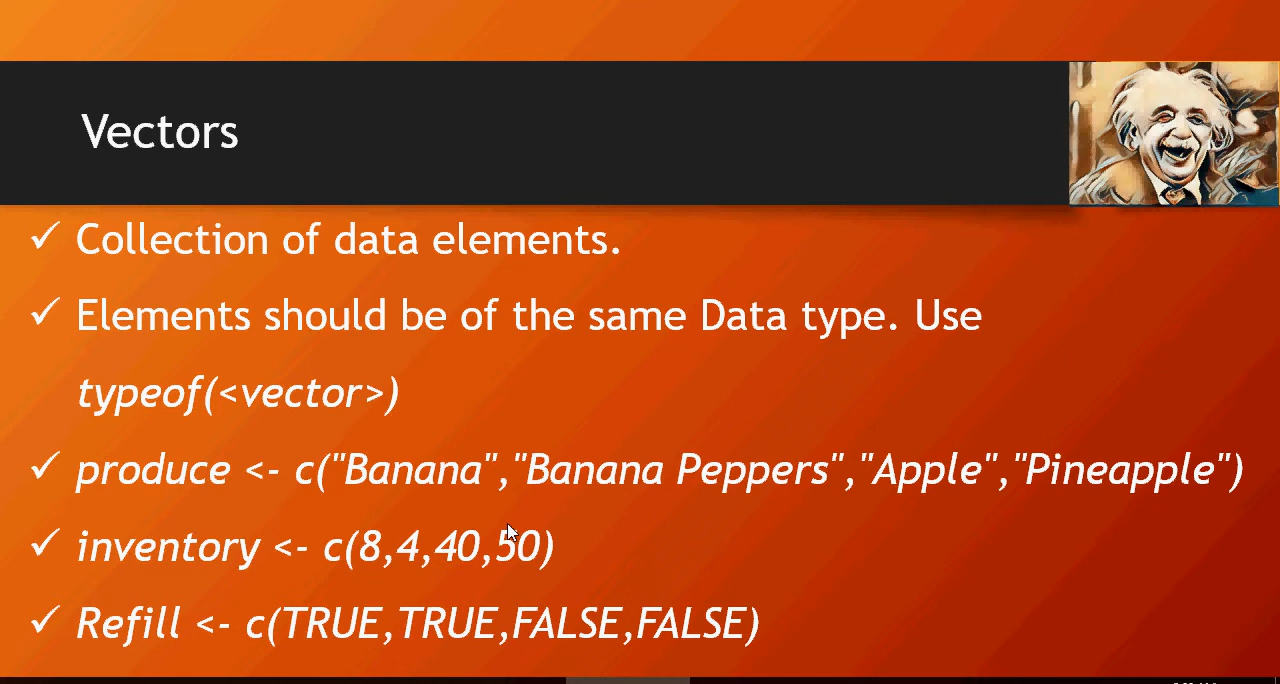 Vectors
✓ Collection of data elements.
✓ Elements should be of the same Data type. Use
typeof(<vector>)
✓ produce <- c("Banana","Banana Peppers","Apple","Pineapple")
✓ inventory <- c(8,4,40,50)
✓ Refill <- c(TRUE,TRUE,FALSE,FALSE)